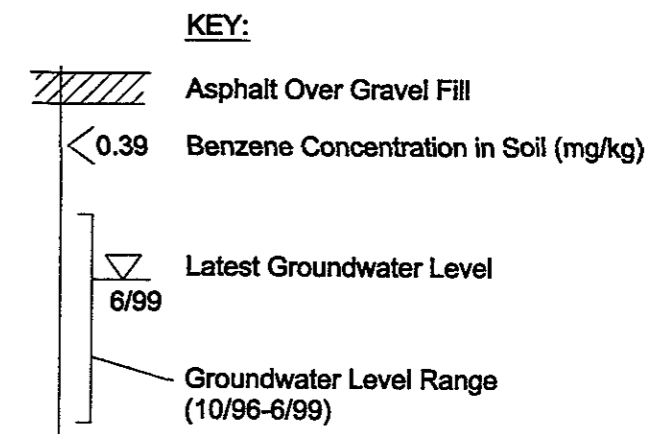 KEY:
Asphalt Over Gravel Fill
0.39 Benzene Concentration in Soil (mg/kg)
Latest Groundwater Level
6/99
Groundwater Level Range
(10/96-6/99)